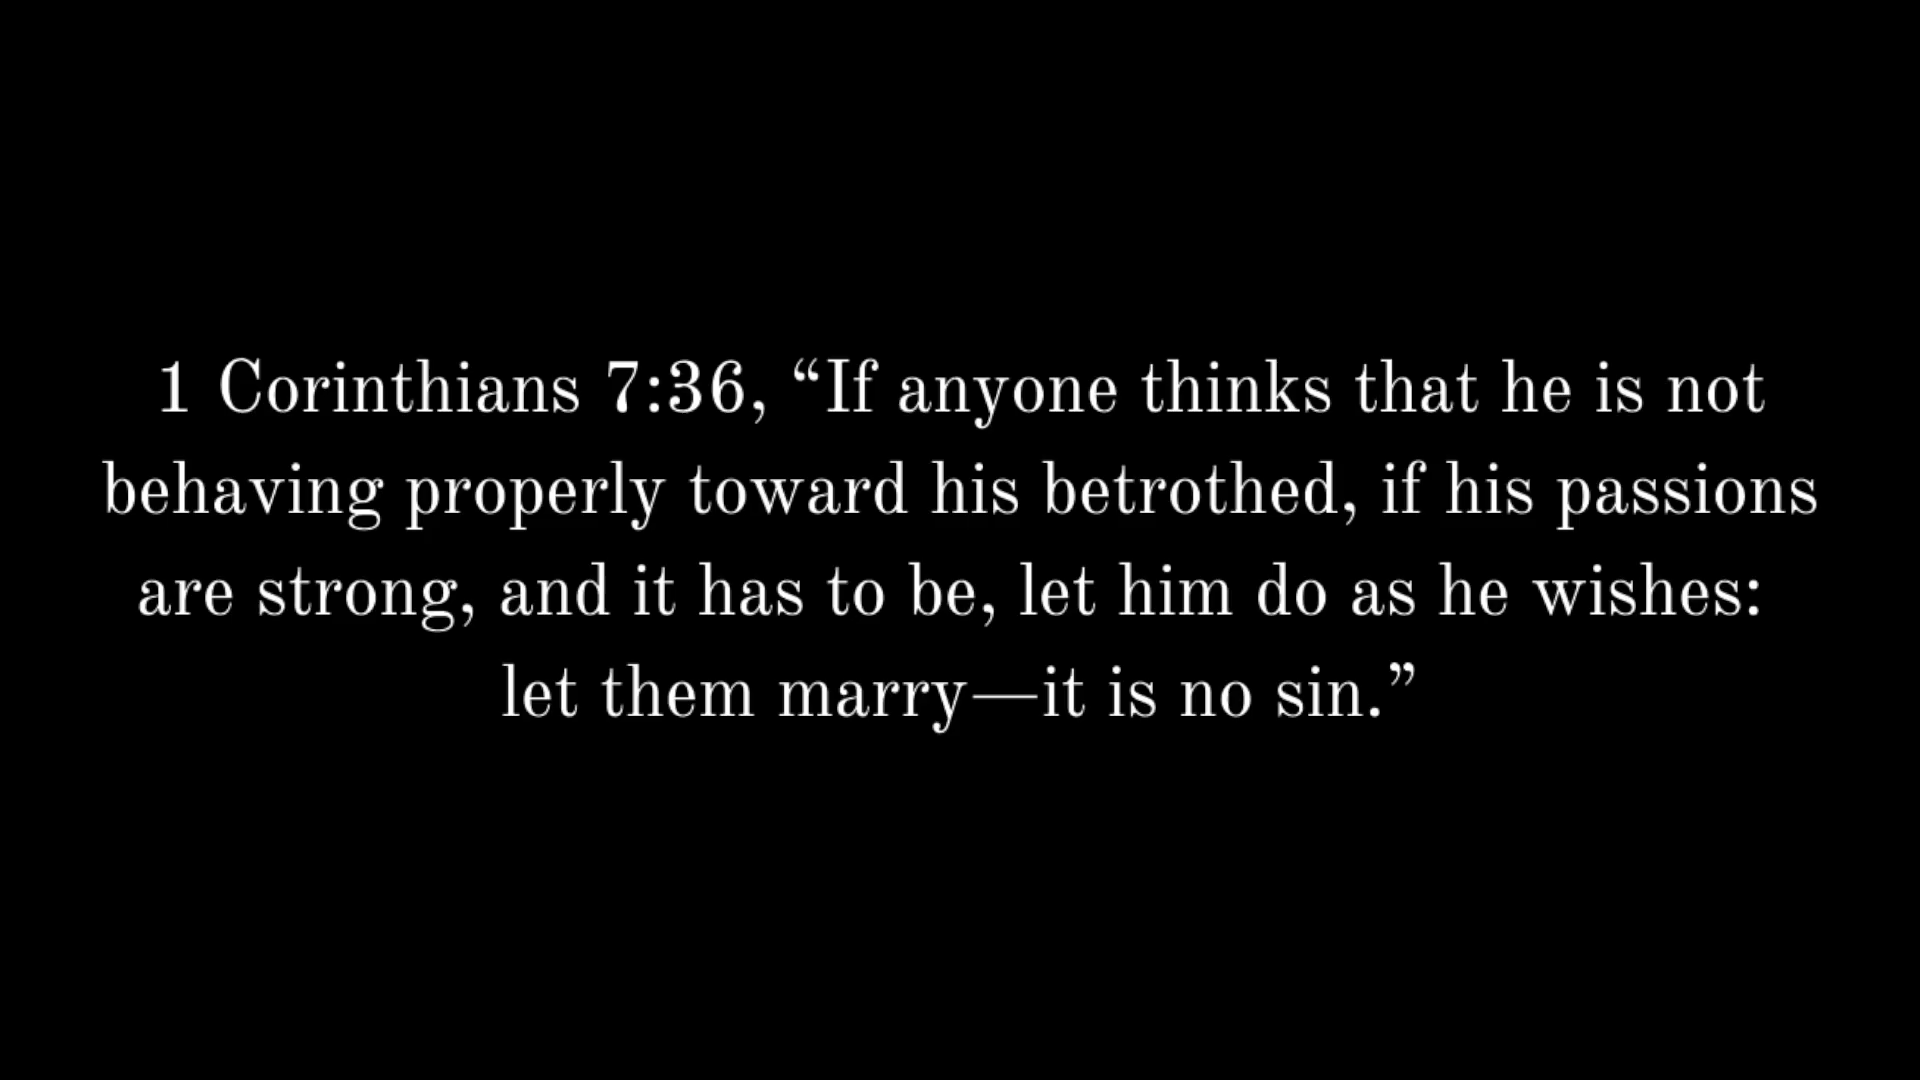 1 Corinthians 7:36, “If anyone thinks that he is not
behaving properly toward his betrothed, if his passions
are strong, and it has to be, let him do as he wishes:
let them marry—it is no sin.”